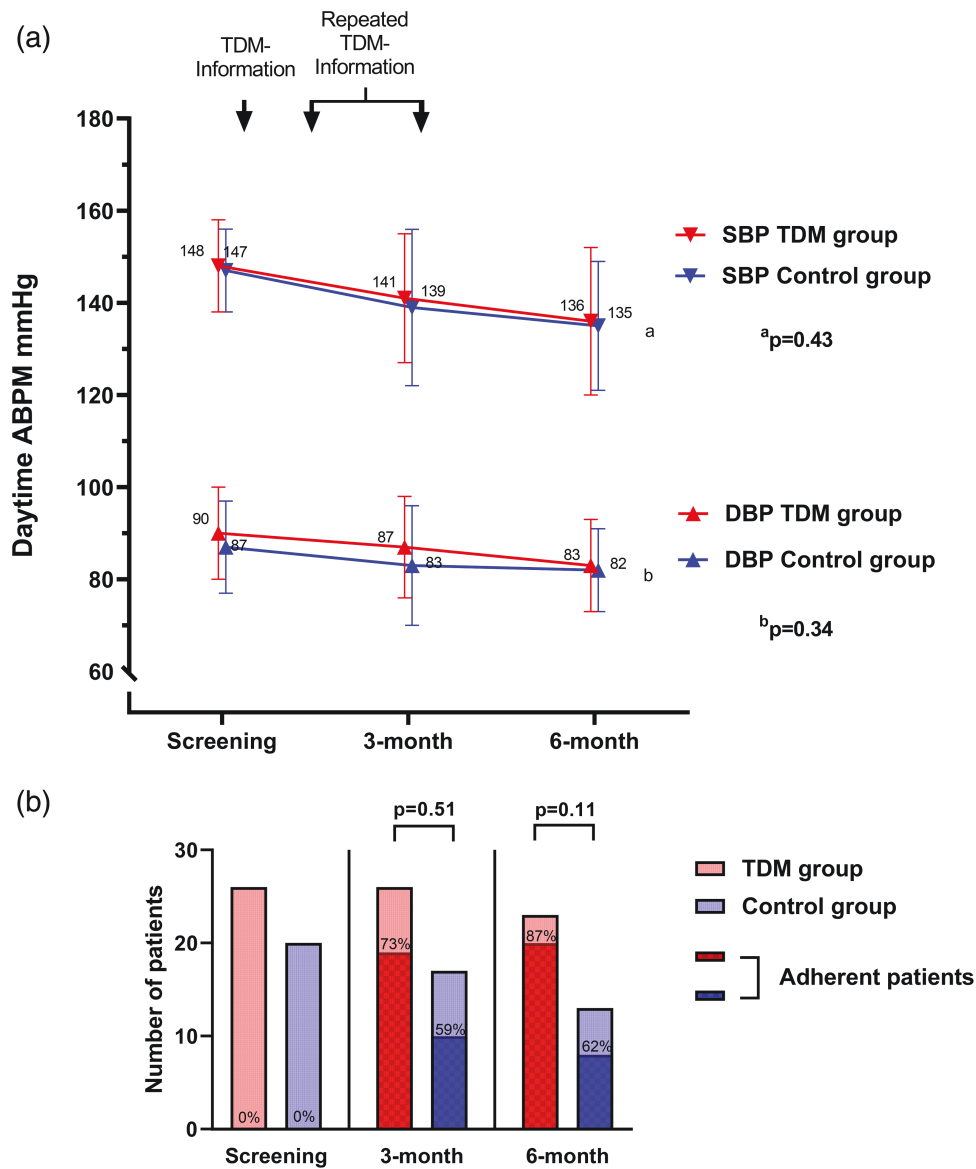 (a)
TDM-
Information
Repeated
TDM-
Information
Daytime ABPM mmHg
180
160
140
120
100
80
60
148
147
141
139
136
135
a
90
87
87
83
83
82
b
SBP TDM group
SBP Control group
ap=0.43
DBP TDM group
DBP Control group
bp=0.34
Screening
3-month
6-month
(b)
p=0.51
p=0.11
Number of patients
30
20
10
0
0%
0%
73%
59%
87%
62%
Screening
3-month
6-month
TDM group
Control group
Adherent patients